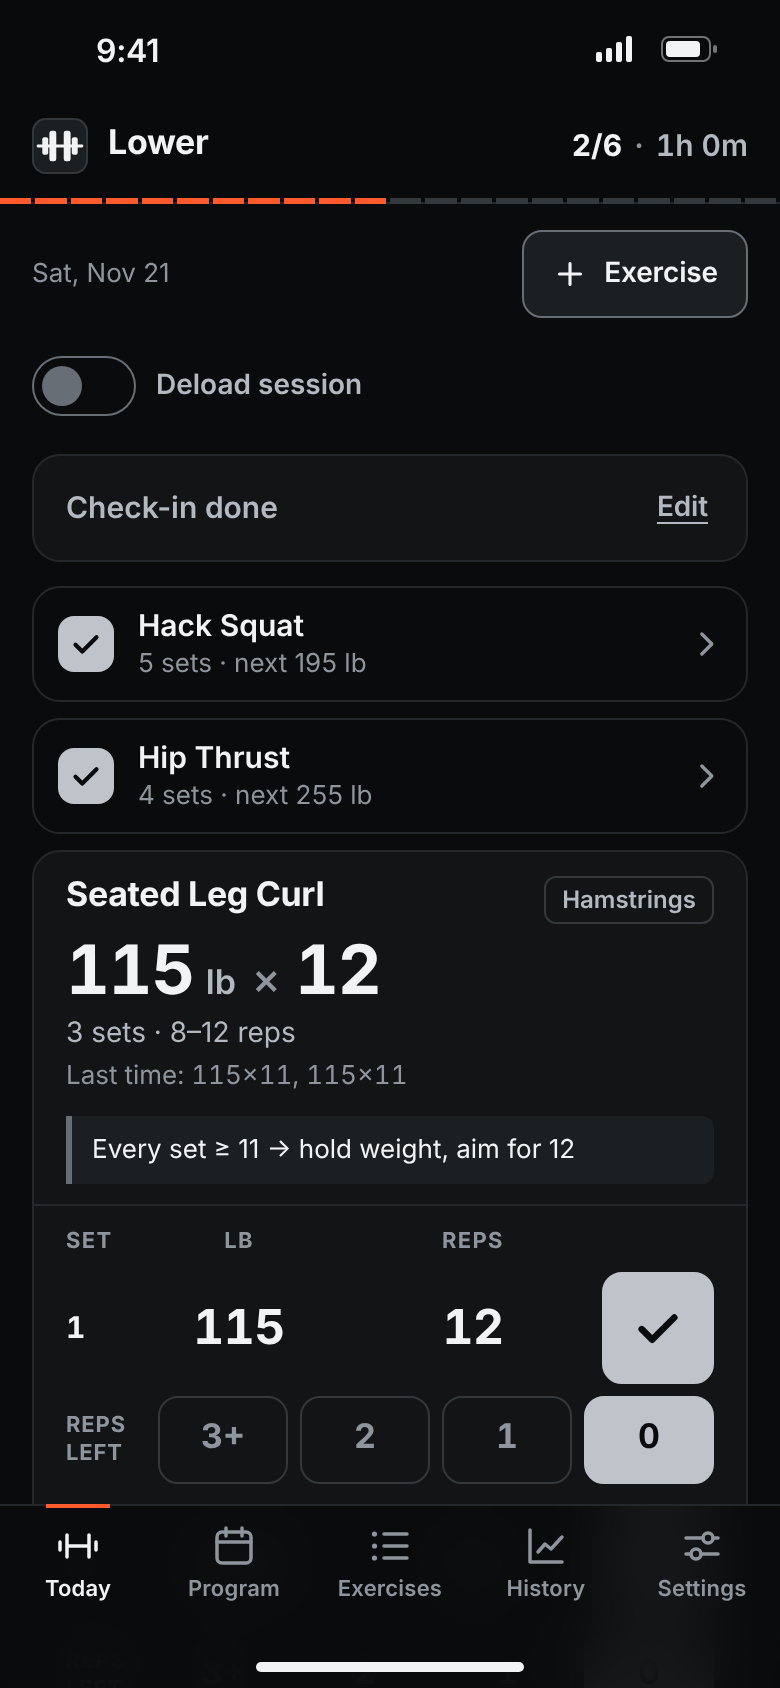 9:41
Lower
2/6 · 1h 0m
Sat, Nov 21
Exercise
Deload session
Check-in done
Edit
Hack Squat
5 sets · next 195 lb
Hip Thrust
4 sets · next 255 lb
Seated Leg Curl
Hamstrings
115 lb × 12
3 sets · 8–12 reps
Last time: 115×11, 115×11
Every set ≥ 11 → hold weight, aim for 12
SET LB REPS
1 115 12
REPS LEFT 3+ 2 1 0
Today Program Exercises History Settings